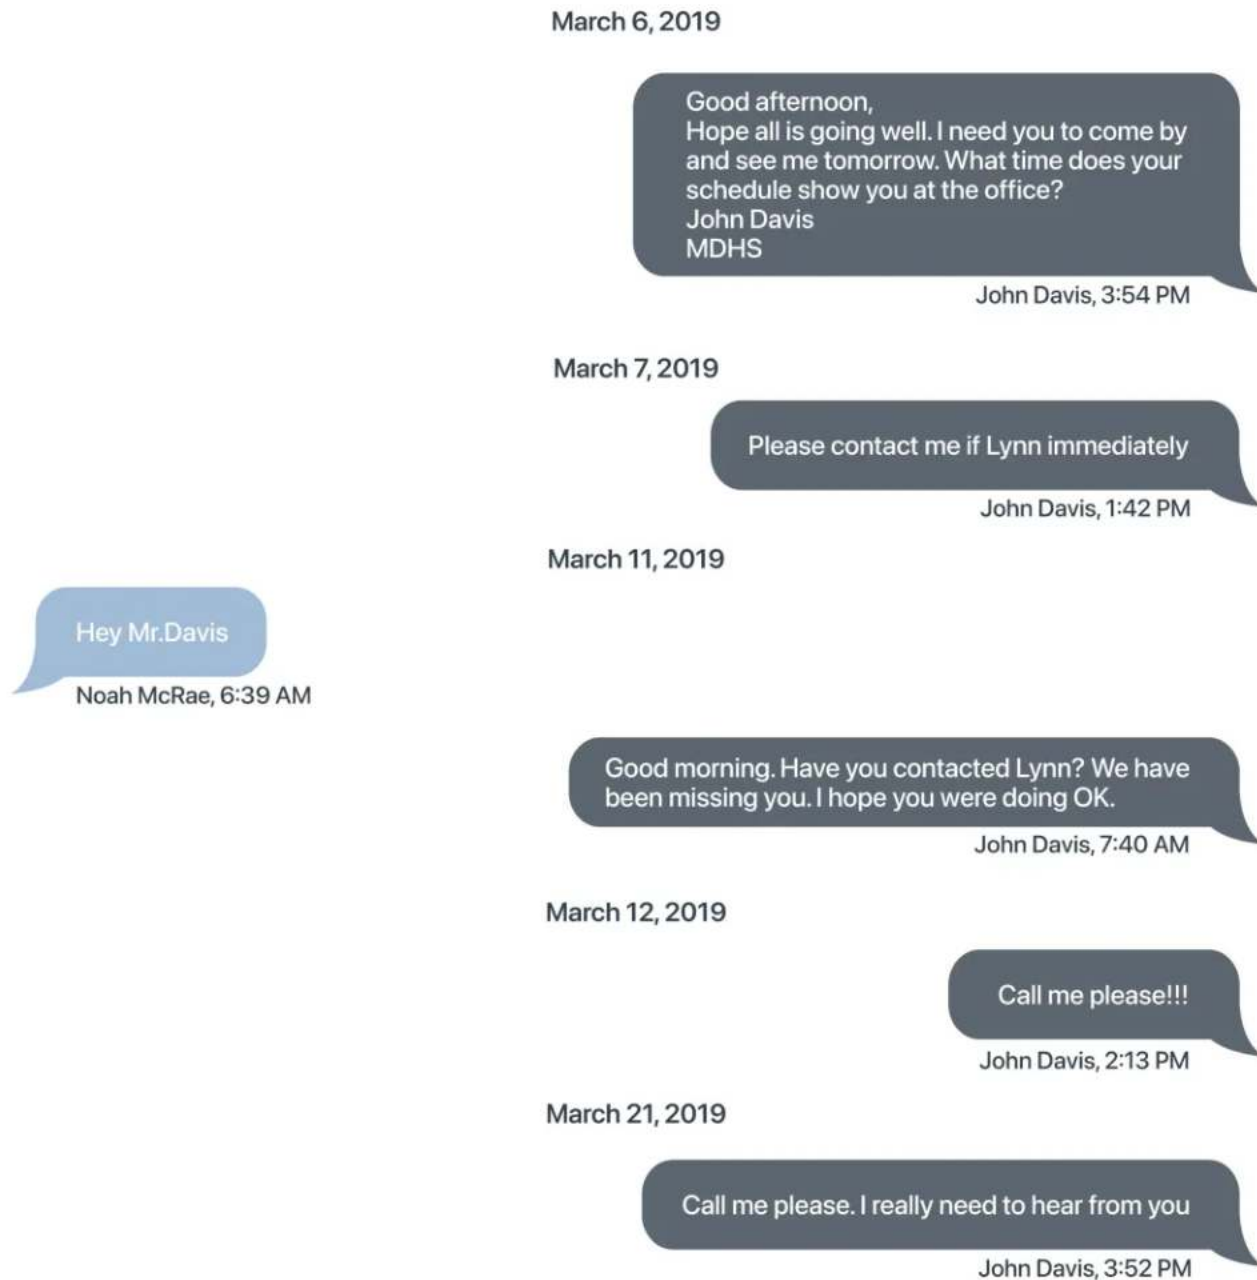 March 6, 2019
Good afternoon,
Hope all is going well. I need you to come by
and see me tomorrow. What time does your
schedule show you at the office?
John Davis
MDHS
John Davis, 3:54 PM
March 7, 2019
Please contact me if Lynn immediately
John Davis, 1:42 PM
March 11, 2019
Hey Mr.Davis
Noah McRae, 6:39 AM
Good morning. Have you contacted Lynn? We have
been missing you. I hope you were doing OK.
John Davis, 7:40 AM
March 12, 2019
Call me please!!!
John Davis, 2:13 PM
March 21, 2019
Call me please. I really need to hear from you
John Davis, 3:52 PM